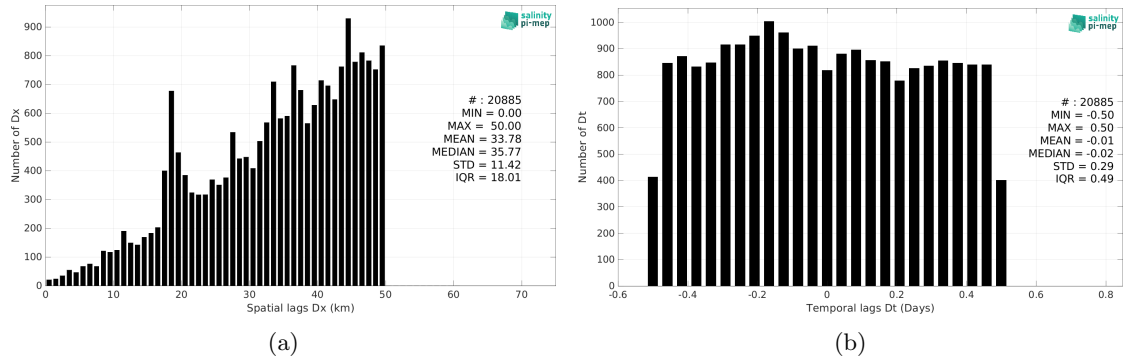 900
800
700
600
500
400
300
200
100
0
Number of Dx
0 10 20 30 40 50 60 70
Spatial lags Dx (km)
salinity
pi-mep
# : 20885
MIN = 0.00
MAX = 50.00
MEAN = 33.78
MEDIAN = 35.77
STD = 11.42
IQR = 18.01
(a)
1000
900
800
700
600
500
400
300
200
100
0
Number of Dt
-0.6 -0.4 -0.2 0 0.2 0.4 0.6 0.8
Temporal lags Dt (Days)
salinity
pi-mep
# : 20885
MIN = -0.50
MAX = 0.50
MEAN = -0.01
MEDIAN = -0.02
STD = 0.29
IQR = 0.49
(b)